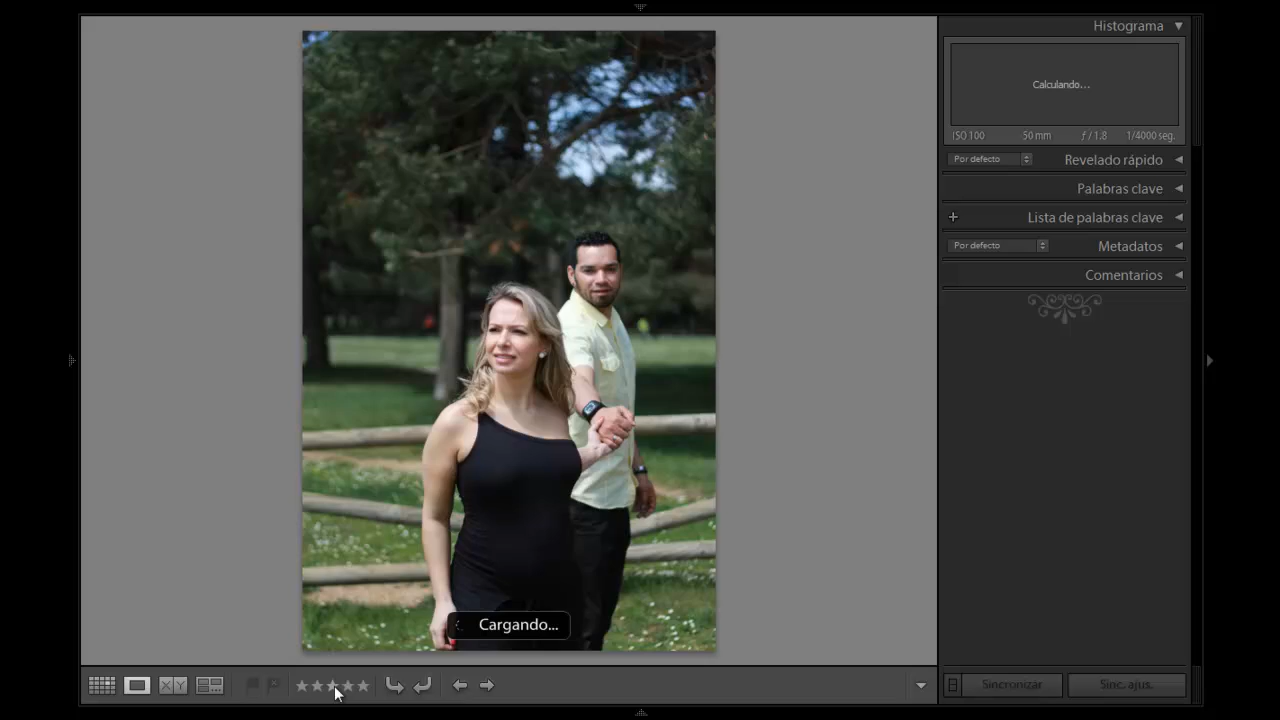 Histograma
Calculando...
ISO 100 50 mm ƒ / 1.8 1/4000 seg.
Por defecto Revelado rápido
Palabras clave
+ Lista de palabras clave
Por defecto Metadatos
Comentarios
Cargando...
X Y Sincronizar Sinc. ajus.